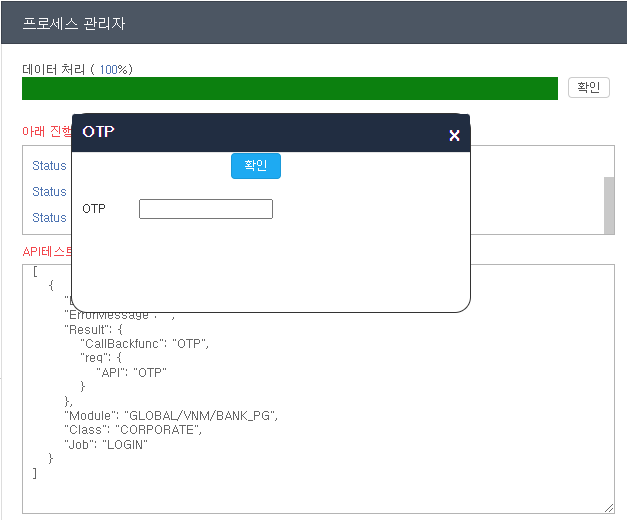 프로세스 관리자
데이터 처리 ( 100%)
확인
아래 진행
OTP
x
확인
Status
Status
OTP
Status
API테스트
[
{
"ErrorMessage": "",
"Result": {
"CallBackfunc": "OTP",
"req": {
"API": "OTP"
}
},
"Module": "GLOBAL/VNM/BANK_PG",
"Class": "CORPORATE",
"Job": "LOGIN"
}
]